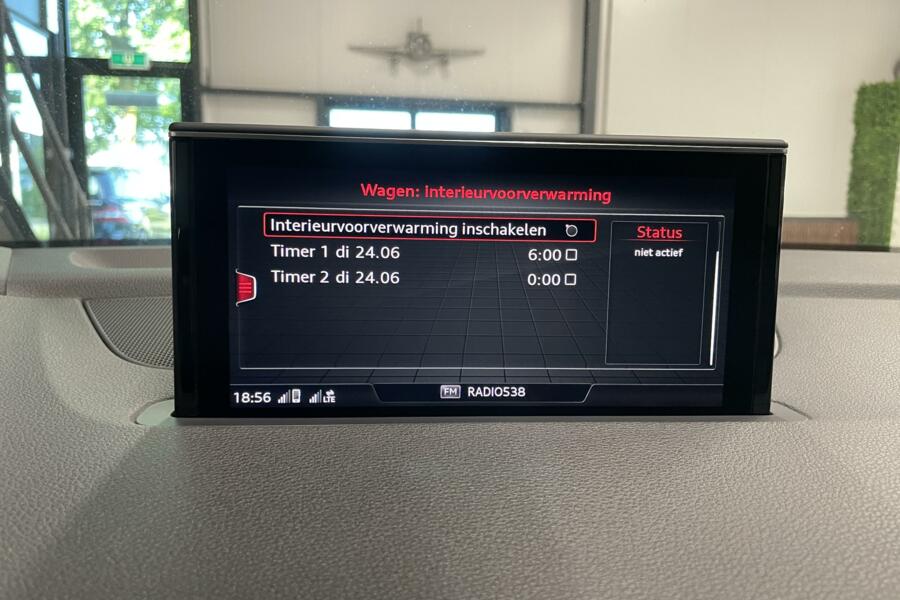 Wagen: Interieurvoorverwarming
Interieurvoorverwarming inschakelen
Timer 1 di 24.06 6:00
Timer 2 di 24.06 0:00
Status
niet actief
18:56 LTE FM RADIO538